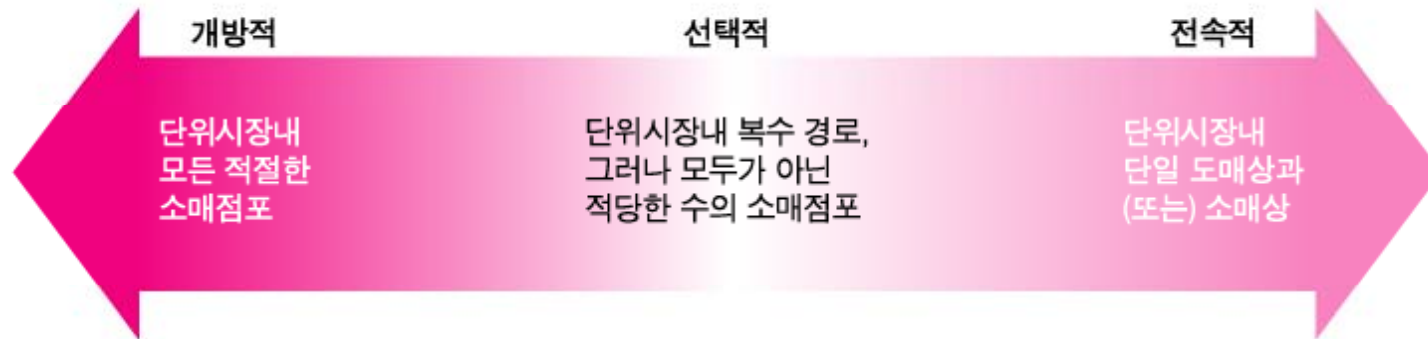 개방적
선택적
전속적
단위시장내
모든 적절한
소매점포
단위시장내 복수 경로,
그러나 모두가 아닌
적당한 수의 소매점포
단위시장내
단일 도매상과
(또는) 소매상